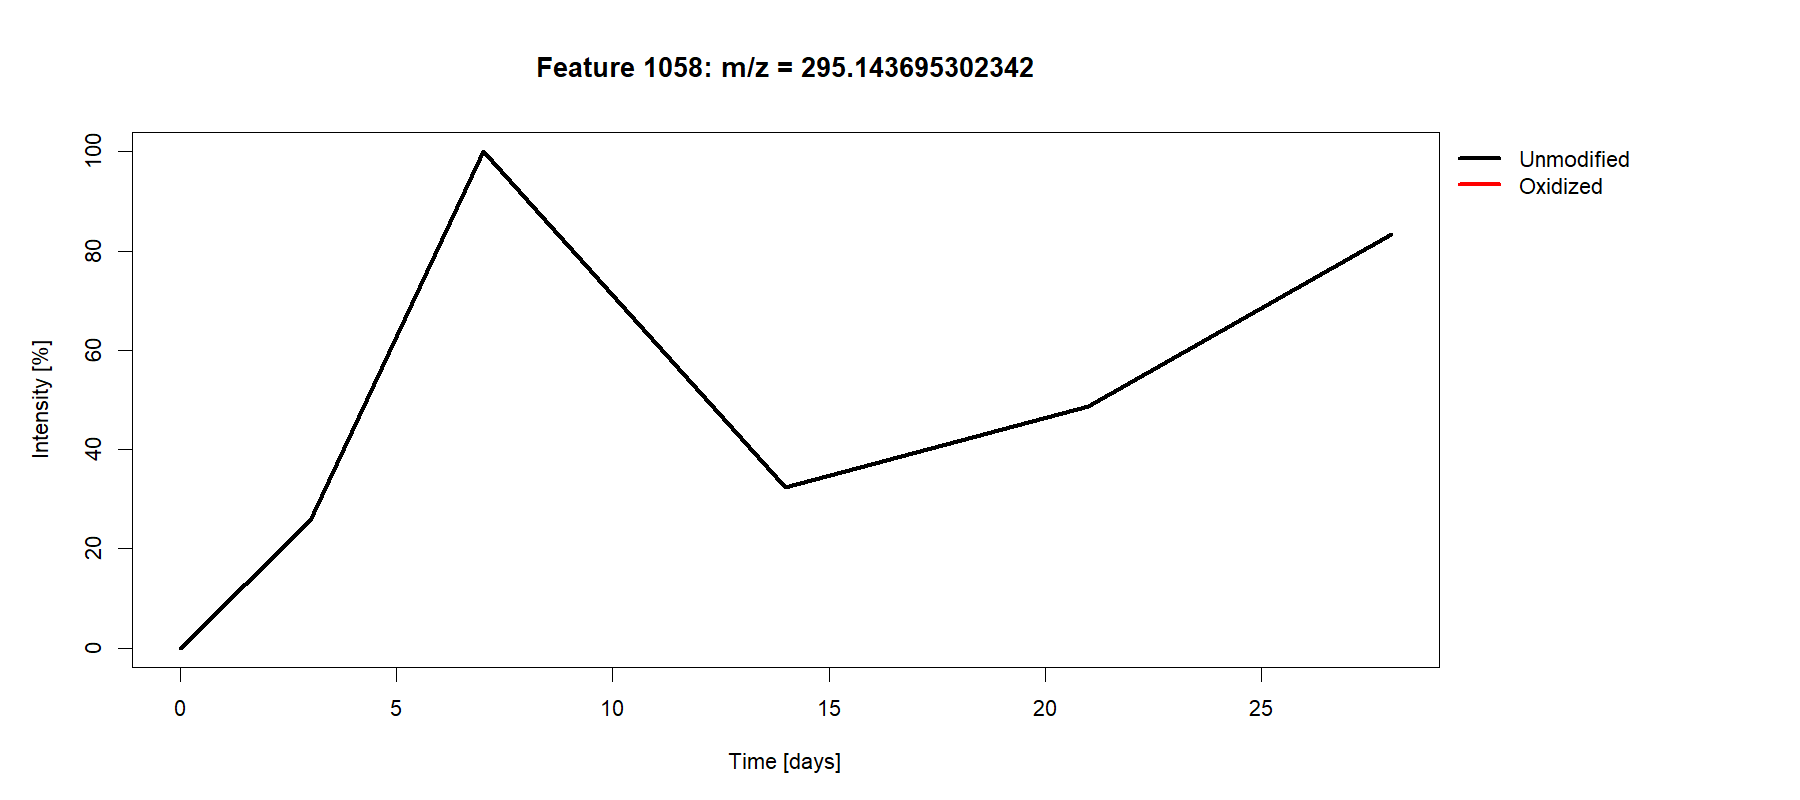 Feature 1058: m/z = 295.143695302342
Unmodified
Oxidized
Intensity [%]
100
80
60
40
20
0
0 5 10 15 20 25
Time [days]